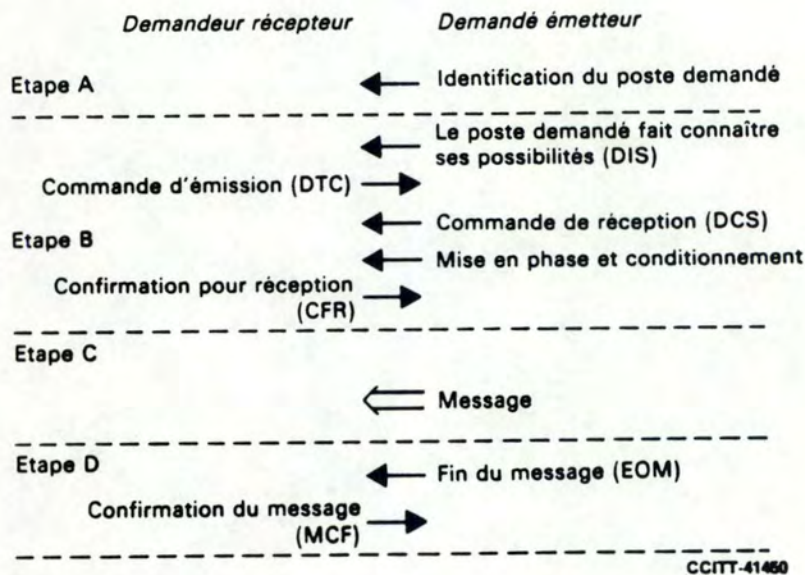 Demandeur récepteur
Demandé émetteur
Etape A
Identification du poste demandé
Le poste demandé fait connaître
ses possibilités (DIS)
Commande d'émission (DTC)
Commande de réception (DCS)
Etape B
Mise en phase et conditionnement
Confirmation pour réception
(CFR)
Etape C
Message
Etape D
Fin du message (EOM)
Confirmation du message
(MCF)
CCITT-41460